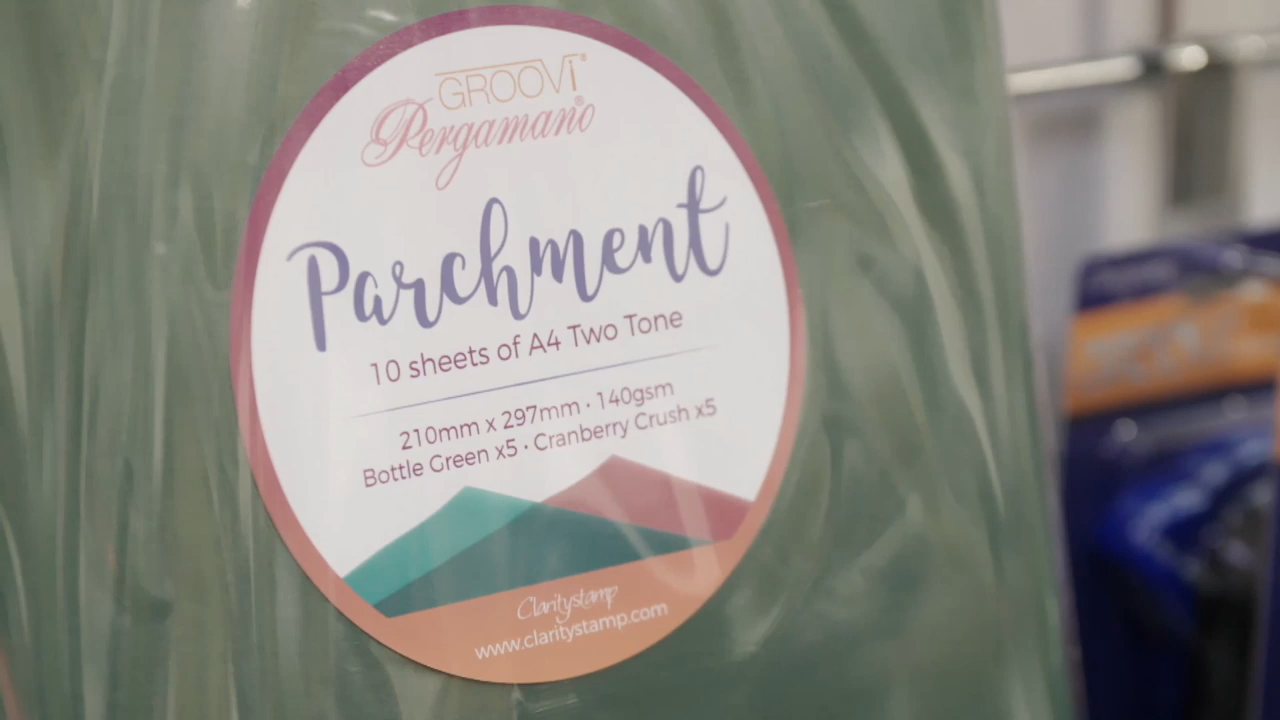 GROOVI®
Pergamano®
Parchment
10 sheets of A4 Two Tone
210mm x 297mm · 140gsm
Bottle Green x5 · Cranberry Crush x5
Claritystamp
www.claritystamp.com